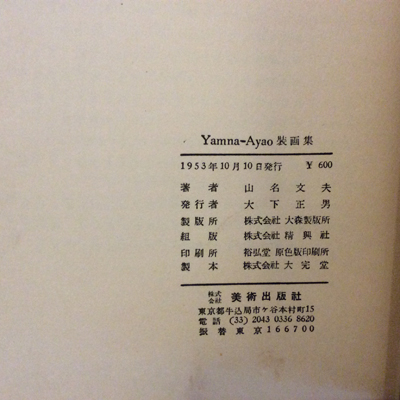 Yamna-Ayao 装画集
1953年10月10日発行 ¥ 600
著者 山名文夫
発行者 大下正男
製版所 株式会社 大森製版所
組版 株式会社 精興社
印刷所 裕弘堂 原色版印刷所
製本 株式会社 大完堂
株式会社 美術出版社
東京都牛込局市ケ谷本村町15
電話 (33) 2043 0336 8620
振替 東京 166700